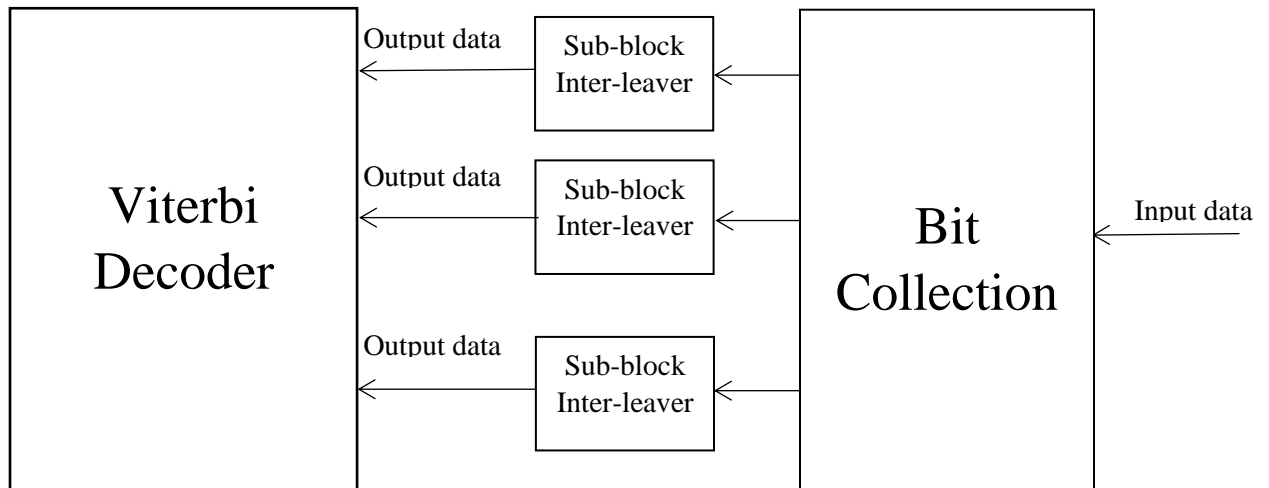 Output data
Sub-block
Inter-leaver
Output data
Sub-block
Inter-leaver
Viterbi
Decoder
Bit
Collection
Input data
Output data
Sub-block
Inter-leaver